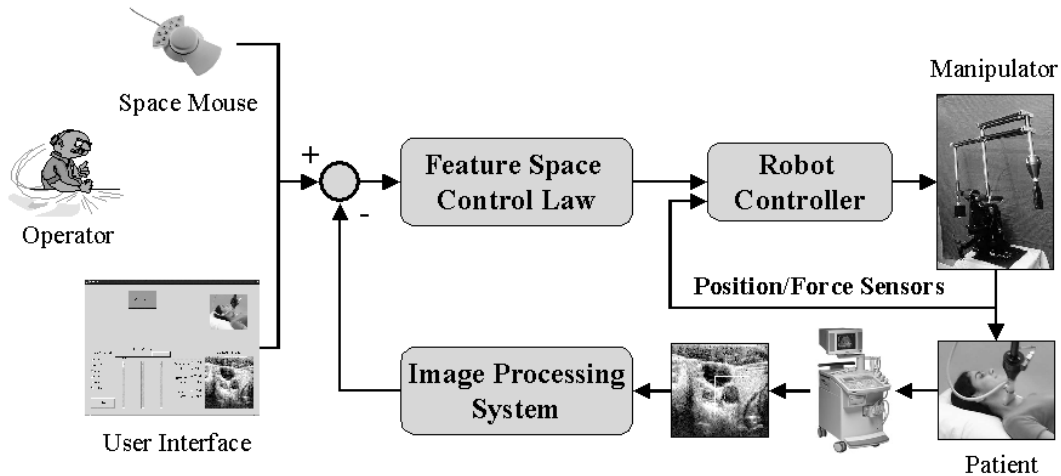 Space Mouse
Operator
User Interface
+
-
Feature Space
Control Law
Robot
Controller
Manipulator
Position/Force Sensors
Image Processing
System
Patient